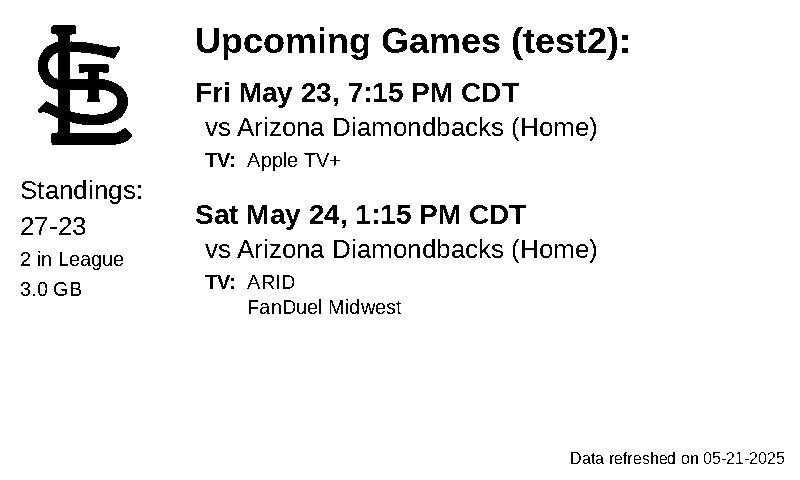 STL
Upcoming Games (test2):
Fri May 23, 7:15 PM CDT
vs Arizona Diamondbacks (Home)
TV: Apple TV+
Sat May 24, 1:15 PM CDT
vs Arizona Diamondbacks (Home)
TV: ARID
FanDuel Midwest
Standings:
27-23
2 in League
3.0 GB
Data refreshed on 05-21-2025